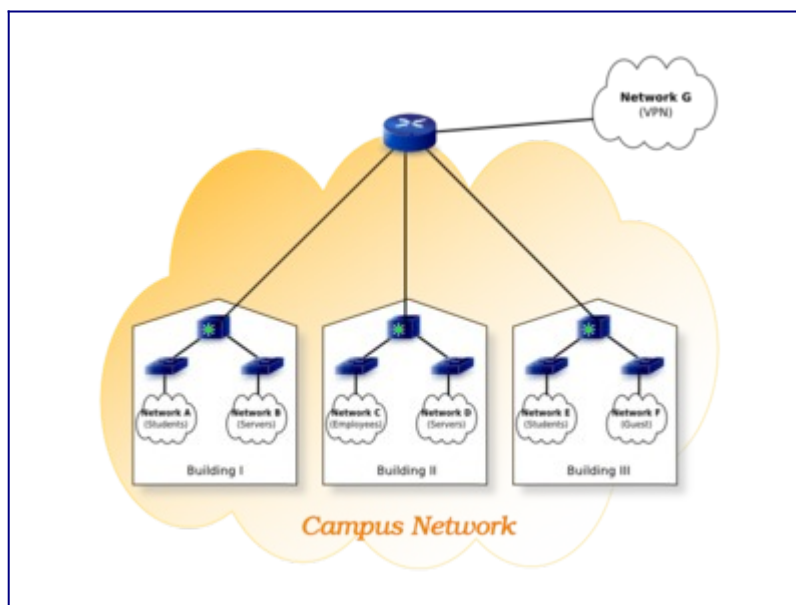 Network G
(VPN)
Network A
(Students)
Network B
(Servers)
Network C
(Employees)
Network D
(Servers)
Network E
(Students)
Network F
(Guest)
Building I
Building II
Building III
Campus Network